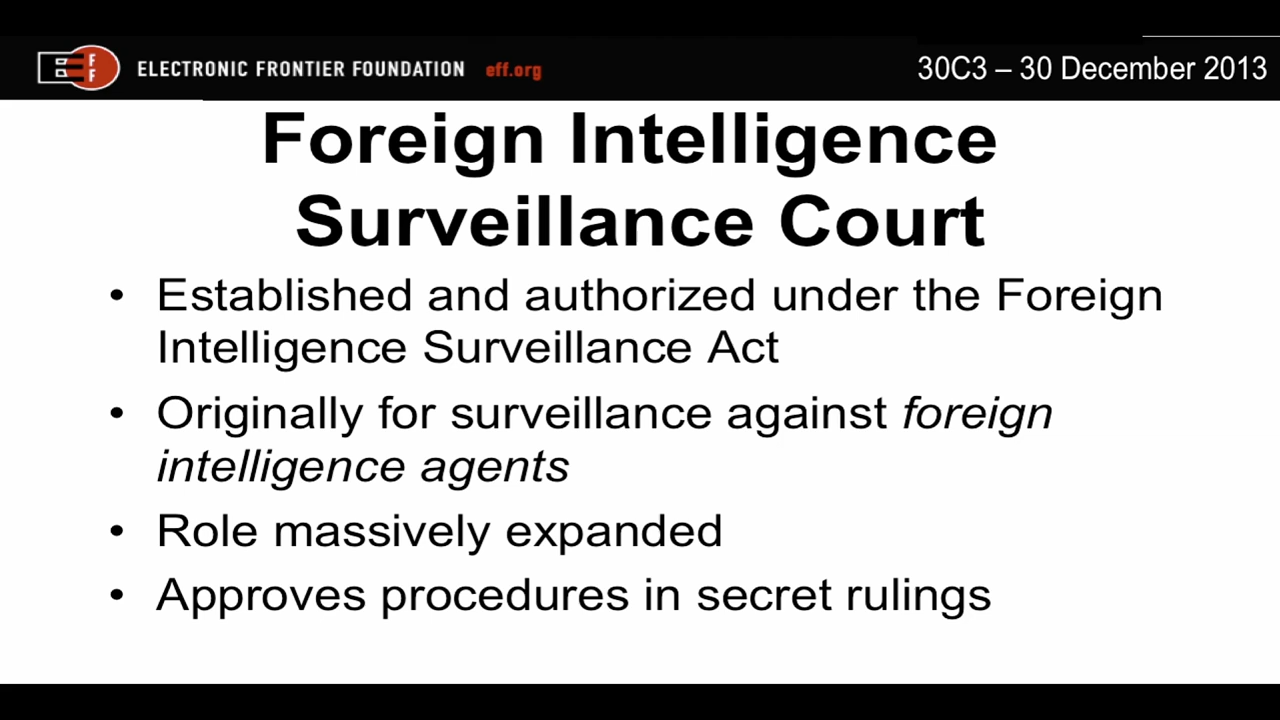 EFF ELECTRONIC FRONTIER FOUNDATION eff.org
30C3 – 30 December 2013
Foreign Intelligence
Surveillance Court
• Established and authorized under the Foreign
Intelligence Surveillance Act
• Originally for surveillance against foreign
intelligence agents
• Role massively expanded
• Approves procedures in secret rulings